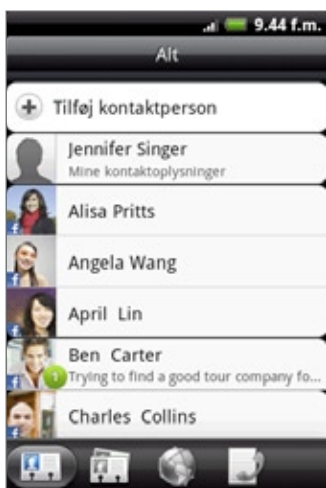 9.44 f.m.
Alt
Tilføj kontaktperson
Jennifer Singer
Mine kontaktoplysninger
Alisa Pritts
Angela Wang
April Lin
Ben Carter
1
Trying to find a good tour company fo...
Charles Collins